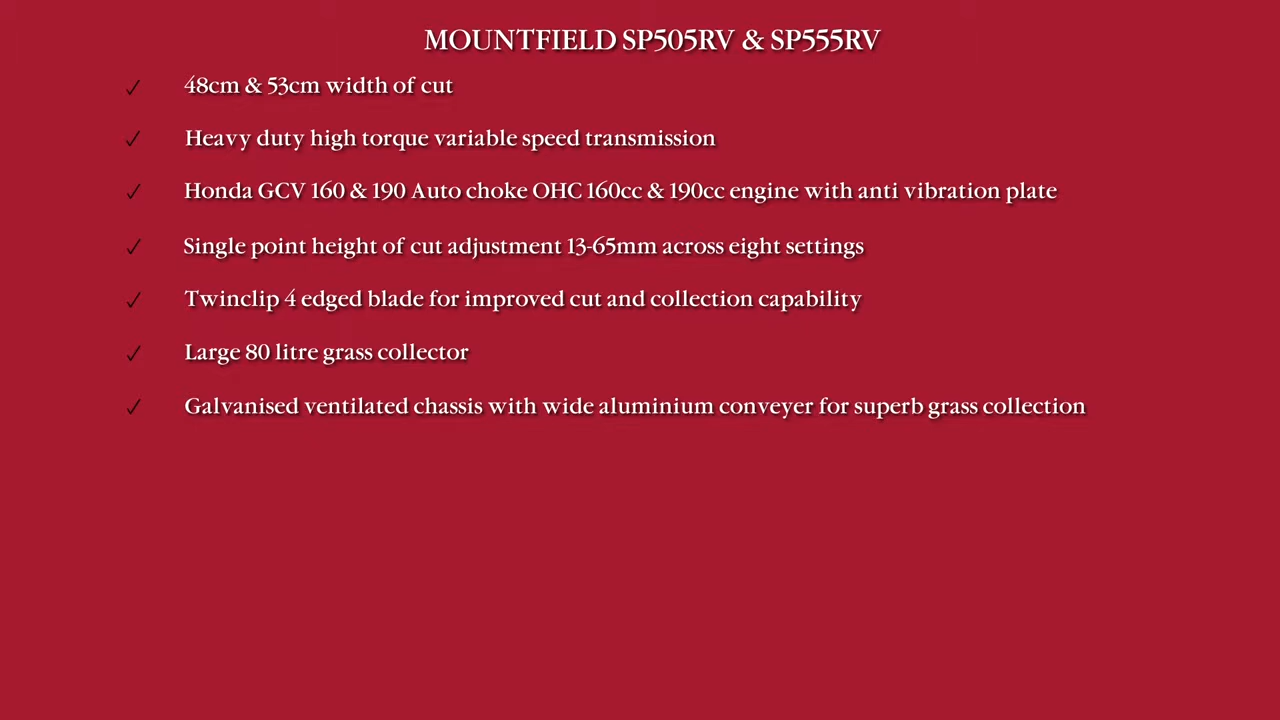 MOUNTFIELD SP505RV & SP555RV
✓ 48cm & 53cm width of cut
✓ Heavy duty high torque variable speed transmission
✓ Honda GCV 160 & 190 Auto choke OHC 160cc & 190cc engine with anti vibration plate
✓ Single point height of cut adjustment 13-65mm across eight settings
✓ Twinclip 4 edged blade for improved cut and collection capability
✓ Large 80 litre grass collector
✓ Galvanised ventilated chassis with wide aluminium conveyer for superb grass collection